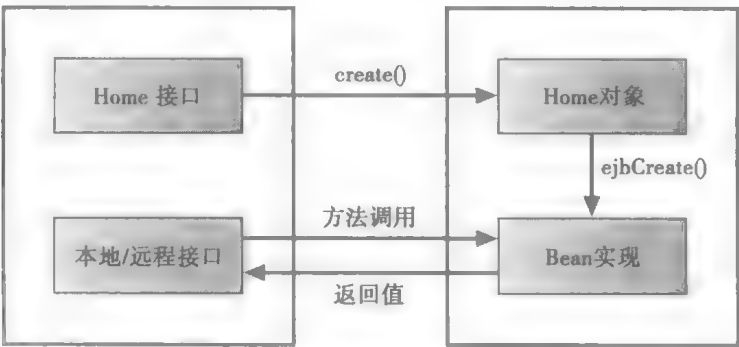 Home 接口
create()
Home对象
ejbCreate()
本地/远程接口
方法调用
返回值
Bean实现